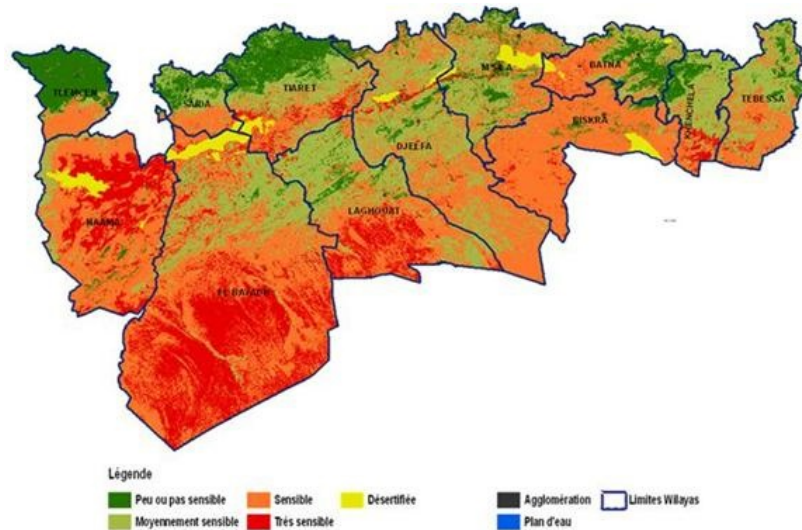 TLEMCEN
SAIDA
TIARET
M'SILA
BATNA
KHENCHELA
TEBESSA
BISKRA
DJELFA
NAAMA
LAGHOUAT
EL BAYADH
Légende
Peu ou pas sensible
Sensible
Désertifiée
Agglomération
Limites Wilayas
Moyennement sensible
Trés sensible
Plan d'eau